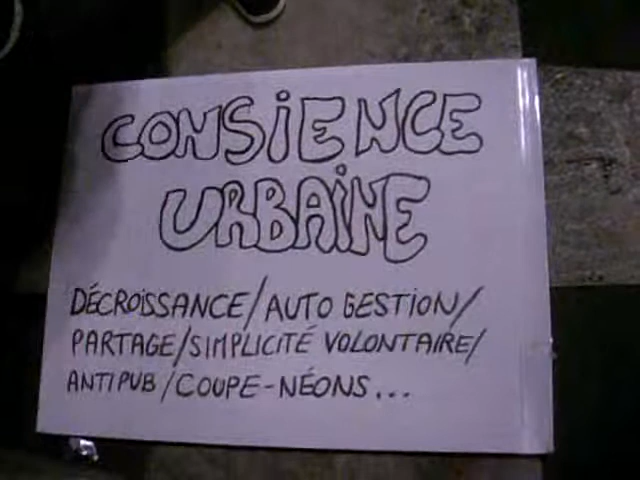 CONSIENCE
URBAINE
DÉCROISSANCE/AUTO GESTION/
PARTAGE/SIMPLICITÉ VOLONTAIRE/
ANTIPUB/COUPE-NÉONS...